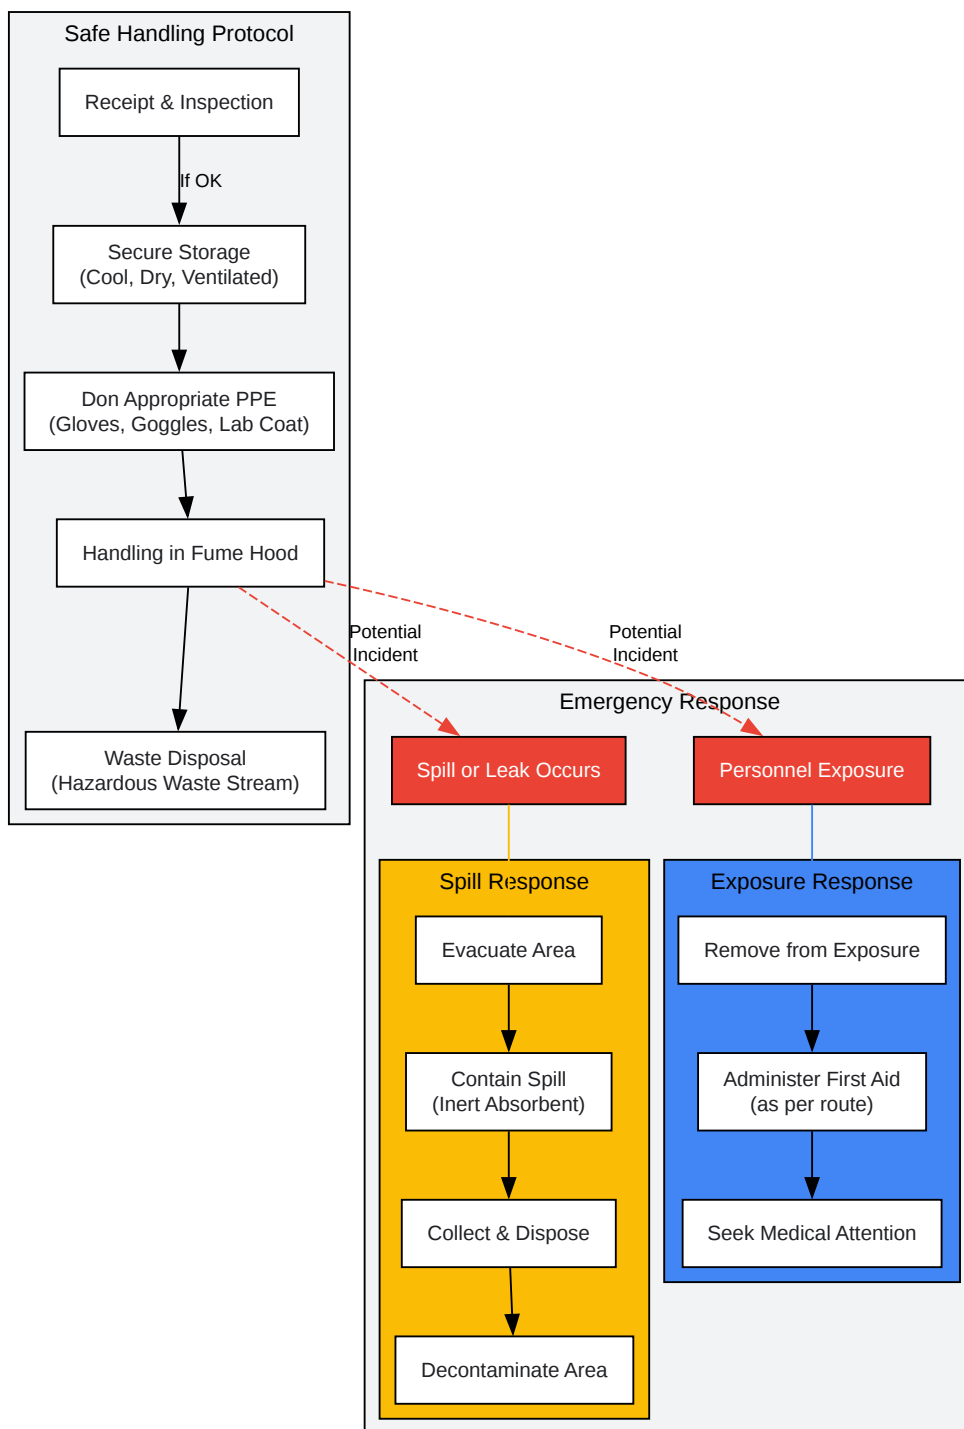 Safe Handling Protocol
Receipt & Inspection
If OK
Secure Storage
(Cool, Dry, Ventilated)
Don Appropriate PPE
(Gloves, Goggles, Lab Coat)
Handling in Fume Hood
Waste Disposal
(Hazardous Waste Stream)
Potential
Incident
Potential
Incident
Emergency Response
Spill or Leak Occurs
Personnel Exposure
Spill Response
Evacuate Area
Contain Spill
(Inert Absorbent)
Collect & Dispose
Decontaminate Area
Exposure Response
Remove from Exposure
Administer First Aid
(as per route)
Seek Medical Attention